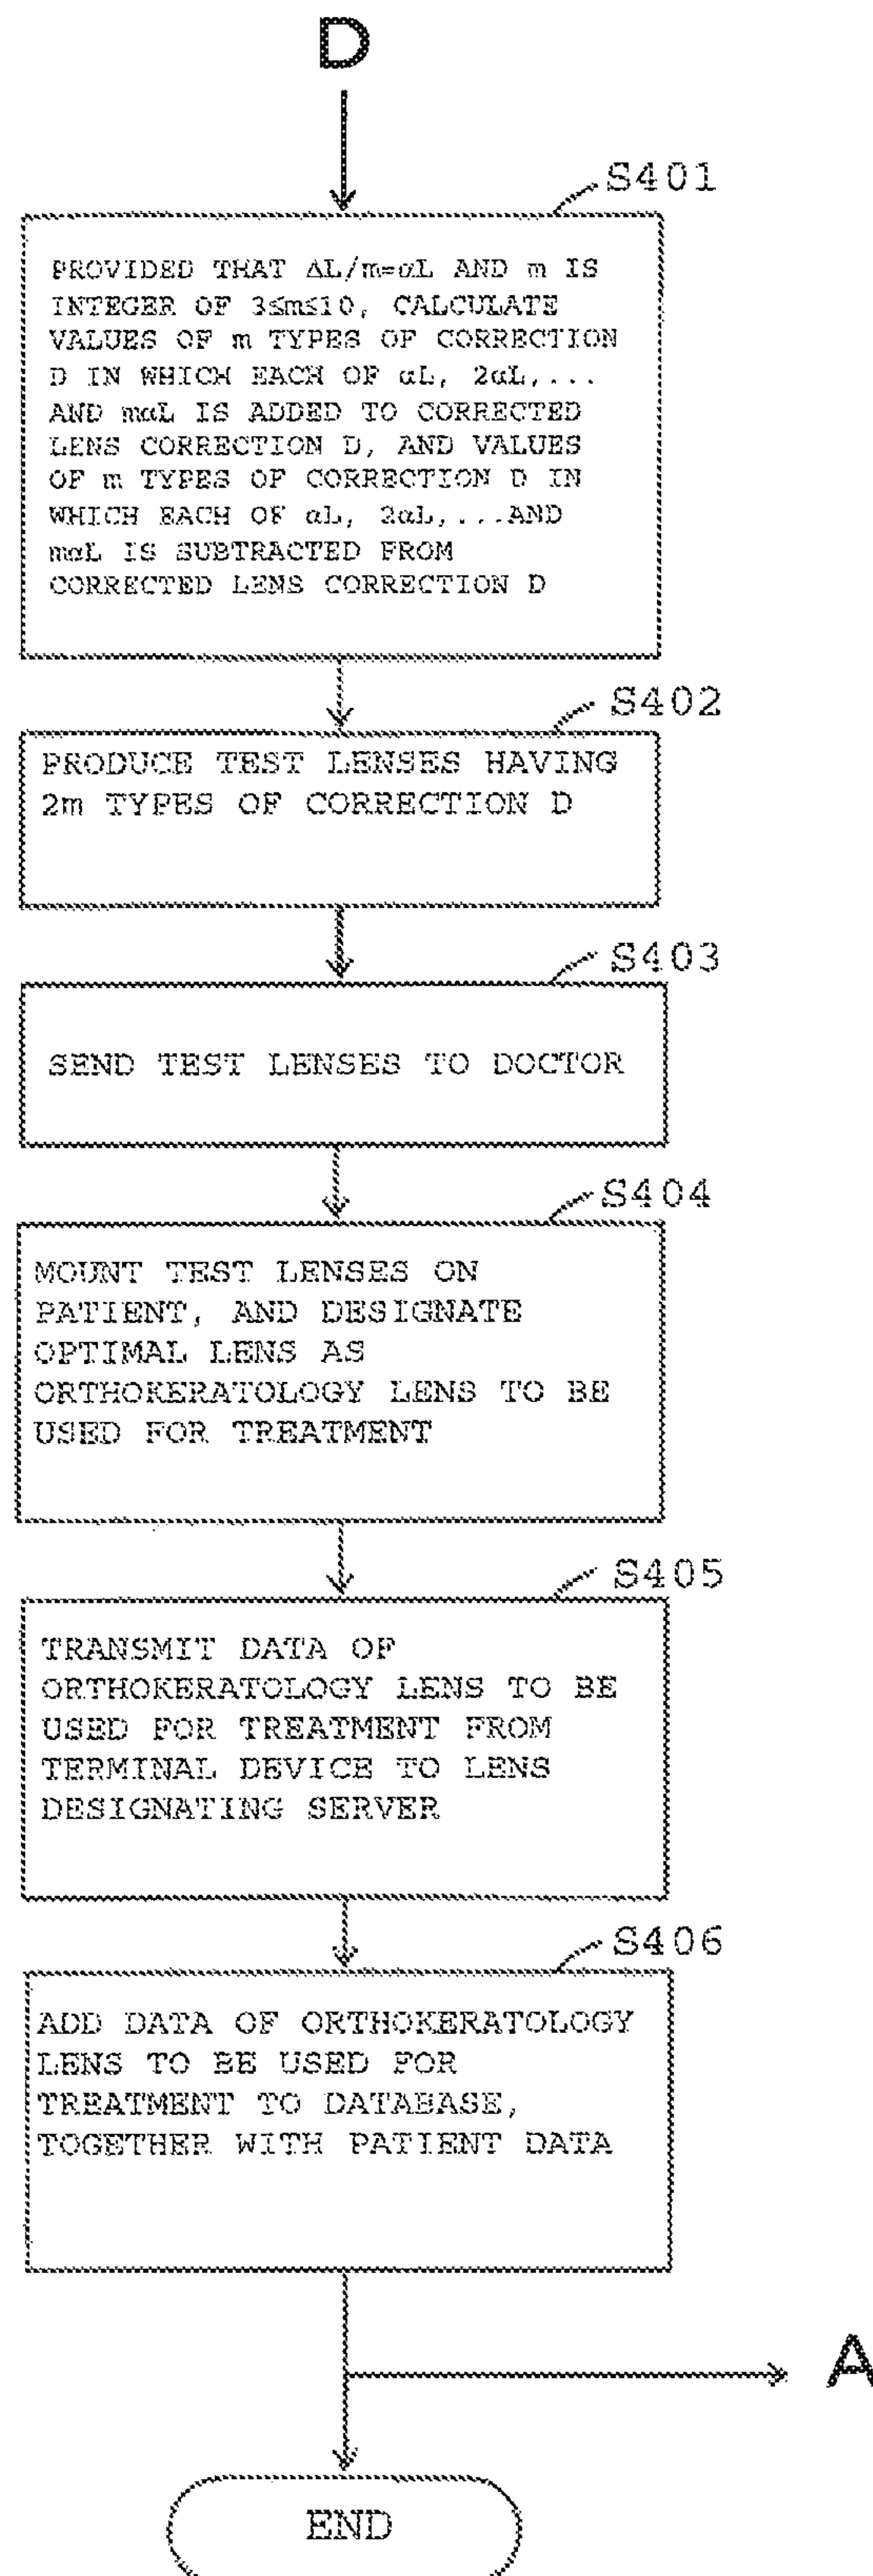 D
S401
PROVIDED THAT ΔL/m=αL AND m IS
INTEGER OF 3≤m≤10, CALCULATE
VALUES OF m TYPES OF CORRECTION
D IN WHICH EACH OF αL, 2αL,...
AND mαL IS ADDED TO CORRECTED
LENS CORRECTION D, AND VALUES
OF m TYPES OF CORRECTION D IN
WHICH EACH OF αL, 2αL,...AND
mαL IS SUBTRACTED FROM
CORRECTED LENS CORRECTION D
S402
PRODUCE TEST LENSES HAVING
2m TYPES OF CORRECTION D
S403
SEND TEST LENSES TO DOCTOR
S404
MOUNT TEST LENSES ON
PATIENT, AND DESIGNATE
OPTIMAL LENS AS
ORTHOKERATOLOGY LENS TO BE
USED FOR TREATMENT
S405
TRANSMIT DATA OF
ORTHOKERATOLOGY LENS TO BE
USED FOR TREATMENT FROM
TERMINAL DEVICE TO LENS
DESIGNATING SERVER
S406
ADD DATA OF ORTHOKERATOLOGY
LENS TO BE USED FOR
TREATMENT TO DATABASE,
TOGETHER WITH PATIENT DATA
A
END